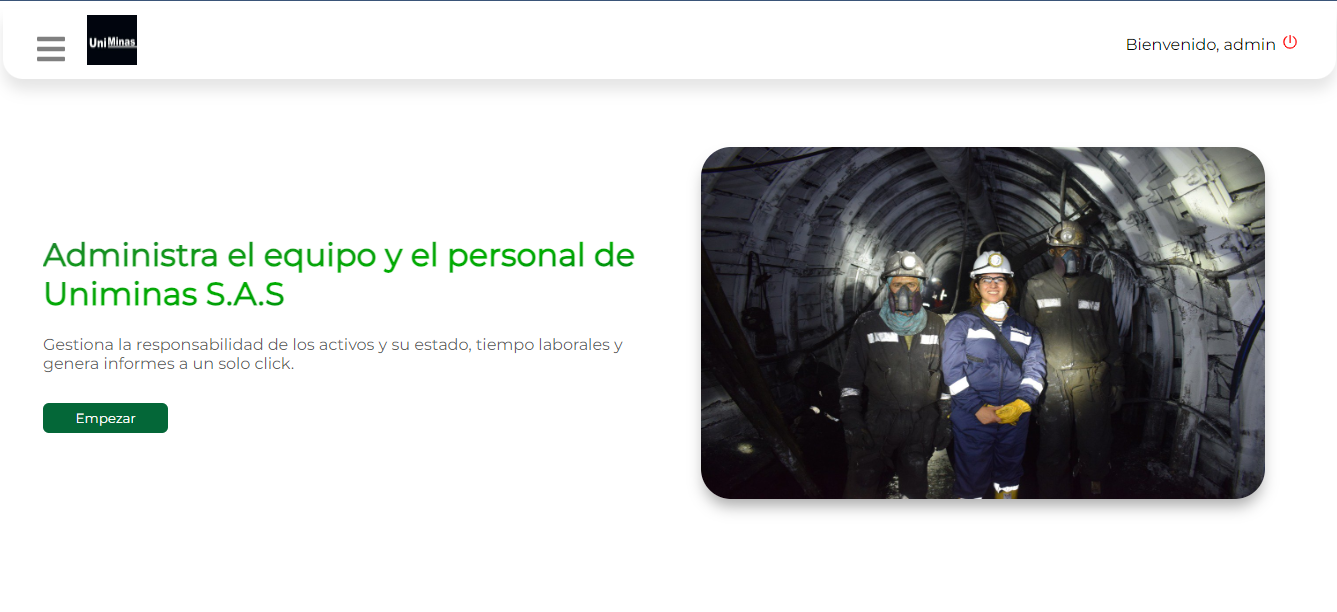 UniMinas
Bienvenido, admin
Administra el equipo y el personal de
Uniminas S.A.S
Gestiona la responsabilidad de los activos y su estado, tiempo laborales y
genera informes a un solo click.
Empezar